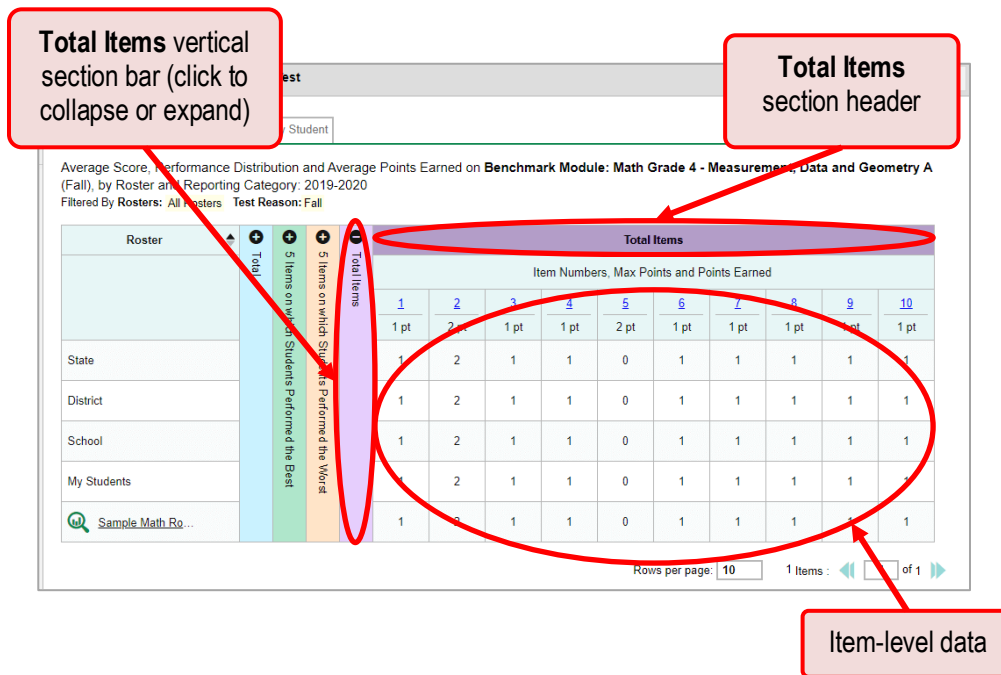 Total Items vertical
section bar (click to
collapse or expand)
Total Items
section header
est
Student
Average Score, Performance Distribution and Average Points Earned on Benchmark Module: Math Grade 4 - Measurement, Data and Geometry A
(Fall), by Roster and Reporting Category: 2019-2020
Filtered By Rosters: All Rosters Test Reason: Fall
Roster
Total
5 Items on which Students Performed the Best
5 Items on which Students Performed the Worst
Total Items
Total Items
Item Numbers, Max Points and Points Earned
1 2 3 4 5 6 7 8 9 10
1 pt 2 pt 1 pt 1 pt 2 pt 1 pt 1 pt 1 pt 1 pt 1 pt
State 1 2 1 1 0 1 1 1 1 1
District 1 2 1 1 0 1 1 1 1 1
School 1 2 1 1 0 1 1 1 1 1
My Students 1 2 1 1 0 1 1 1 1 1
Sample Math Ro... 1 2 1 1 0 1 1 1 1 1
Rows per page: 10 1 Items : of 1
Item-level data